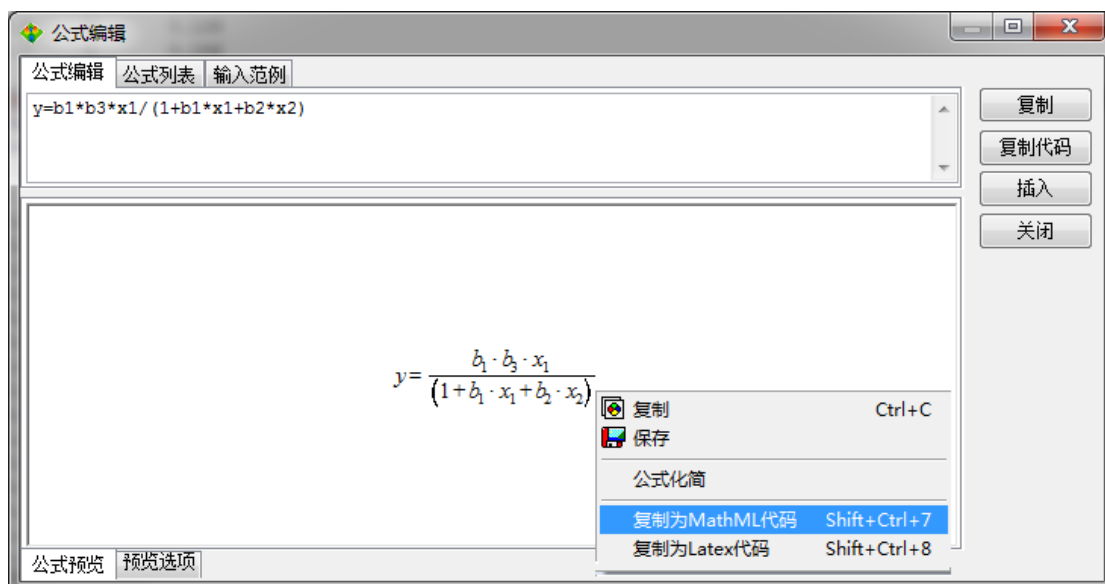 公式编辑
公式编辑 公式列表 输入范例
y=b1*b3*x1/(1+b1*x1+b2*x2)
复制
复制代码
插入
关闭
y= b₁·b₃·x₁
(1+b₁·x₁+b₂·x₂)
复制 Ctrl+C
保存
公式化简
复制为MathML代码 Shift+Ctrl+7
复制为Latex代码 Shift+Ctrl+8
公式预览 预览选项